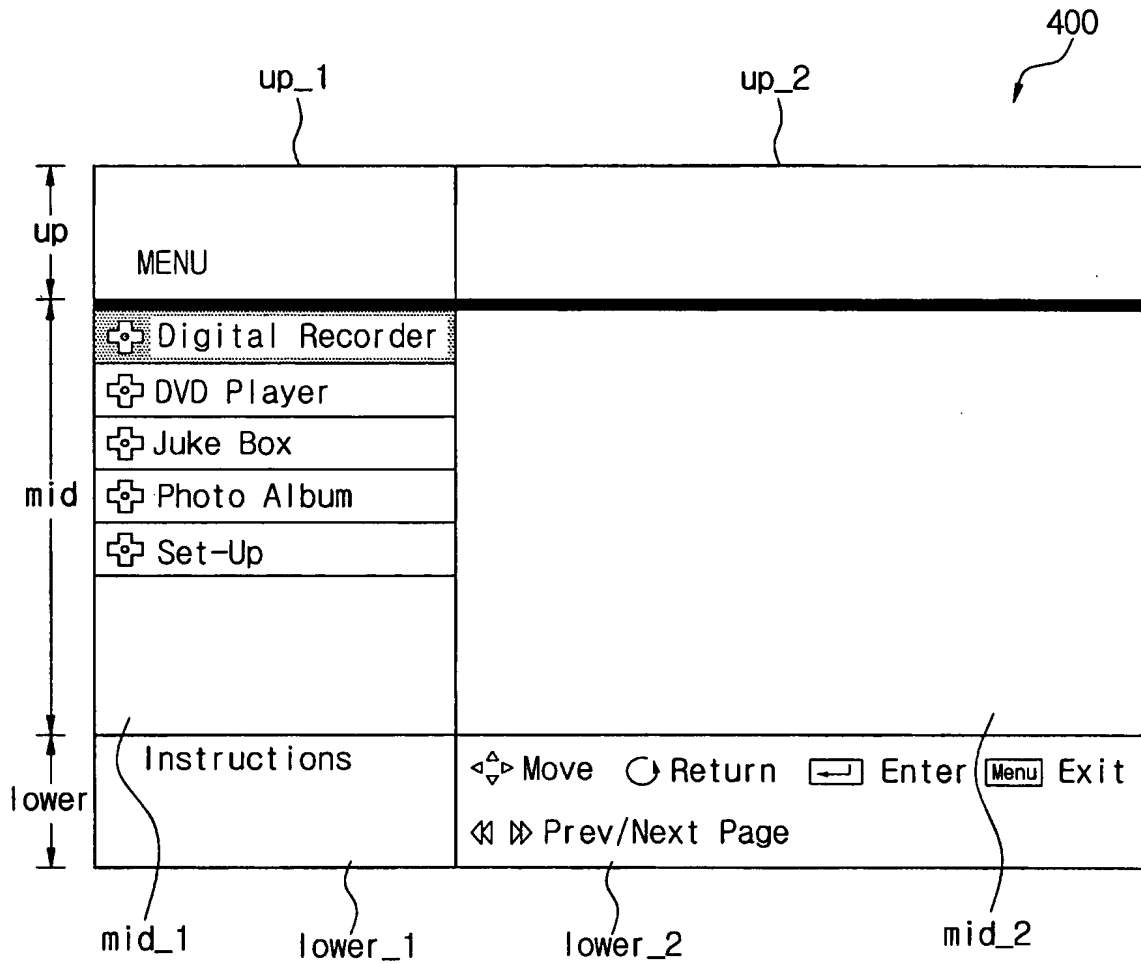 400
up_1 up_2
up
MENU
Digital Recorder
DVD Player
Juke Box
mid
Photo Album
Set-Up
Instructions
Move Return Enter Menu Exit
lower
Prev/Next Page
mid_1 lower_1 lower_2 mid_2